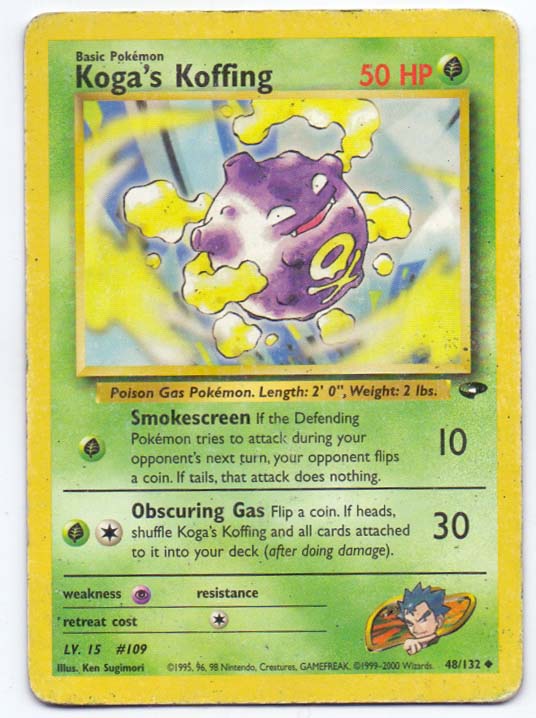 Basic Pokémon
Koga's Koffing
50 HP
Poison Gas Pokémon. Length: 2' 0", Weight: 2 lbs.
Smokescreen If the Defending
Pokémon tries to attack during your
opponent's next turn, your opponent flips
a coin. If tails, that attack does nothing.
10
Obscuring Gas Flip a coin. If heads,
shuffle Koga's Koffing and all cards attached
to it into your deck (after doing damage).
30
weakness
resistance
retreat cost
LV. 15 #109
Illus. Ken Sugimori
©1995, 96, 98 Nintendo, Creatures, GAMEFREAK. ©1999-2000 Wizards.
48/132